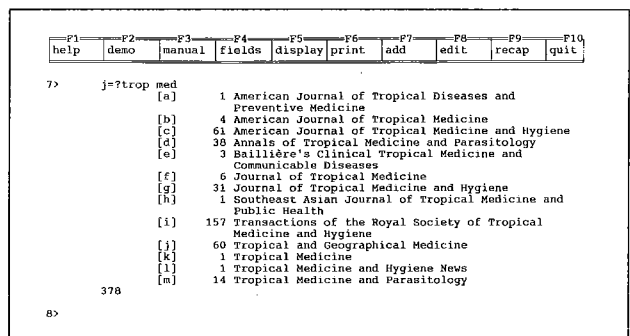 F1 F2 F3 F4 F5 F6 F7 F8 F9 F10
help demo manual fields display print add edit recap quit
7> j=?trop med
[a] 1 American Journal of Tropical Diseases and
Preventive Medicine
[b] 4 American Journal of Tropical Medicine
[c] 61 American Journal of Tropical Medicine and Hygiene
[d] 38 Annals of Tropical Medicine and Parasitology
[e] 3 Baillière's Clinical Tropical Medicine and
Communicable Diseases
[f] 6 Journal of Tropical Medicine
[g] 31 Journal of Tropical Medicine and Hygiene
[h] 1 Southeast Asian Journal of Tropical Medicine and
Public Health
[i] 157 Transactions of the Royal Society of Tropical
Medicine and Hygiene
[j] 60 Tropical and Geographical Medicine
[k] 1 Tropical Medicine
[l] 1 Tropical Medicine and Hygiene News
[m] 14 Tropical Medicine and Parasitology
378
8>